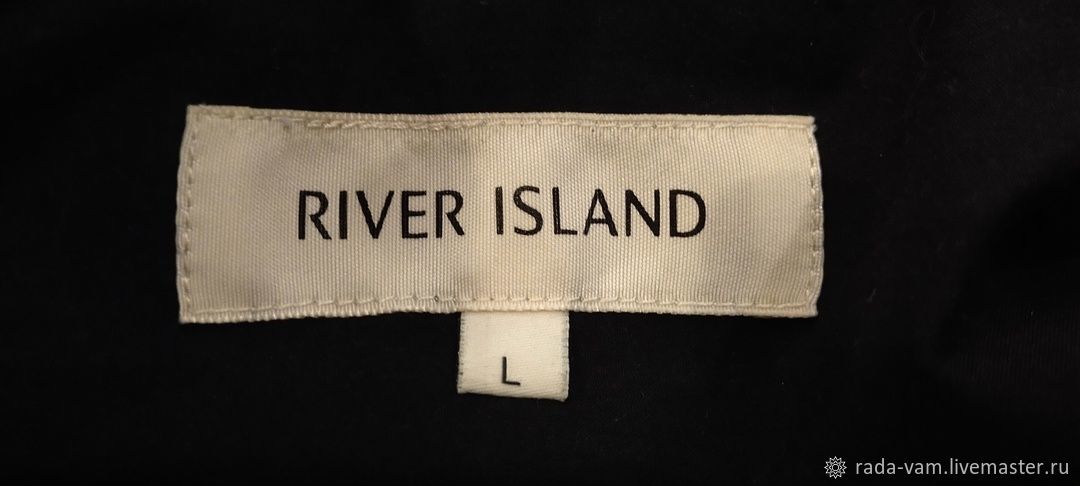 RIVER ISLAND
L
rada-vam.livemaster.ru